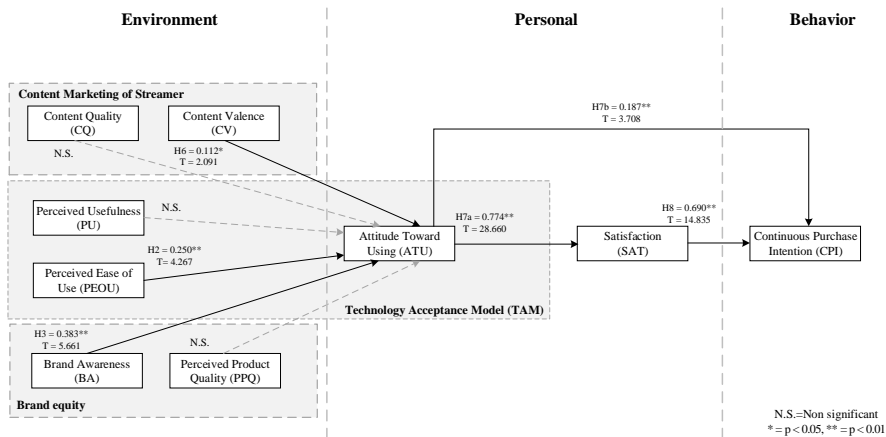 Environment
Personal
Behavior
Content Marketing of Streamer
Content Quality
(CQ)
Content Valence
(CV)
H7b = 0.187**
T = 3.708
N.S.
H6 = 0.112*
T = 2.091
Perceived Usefulness
(PU)
N.S.
H7a = 0.774**
T = 28.660
H8 = 0.690**
T = 14.835
Attitude Toward
Using (ATU)
Satisfaction
(SAT)
Continuous Purchase
Intention (CPI)
H2 = 0.250**
T = 4.267
Perceived Ease of
Use (PEOU)
Technology Acceptance Model (TAM)
H3 = 0.383**
T = 5.661
N.S.
Brand Awareness
(BA)
Perceived Product
Quality (PPQ)
Brand equity
N.S.=Non significant
* = p < 0.05, ** = p < 0.01